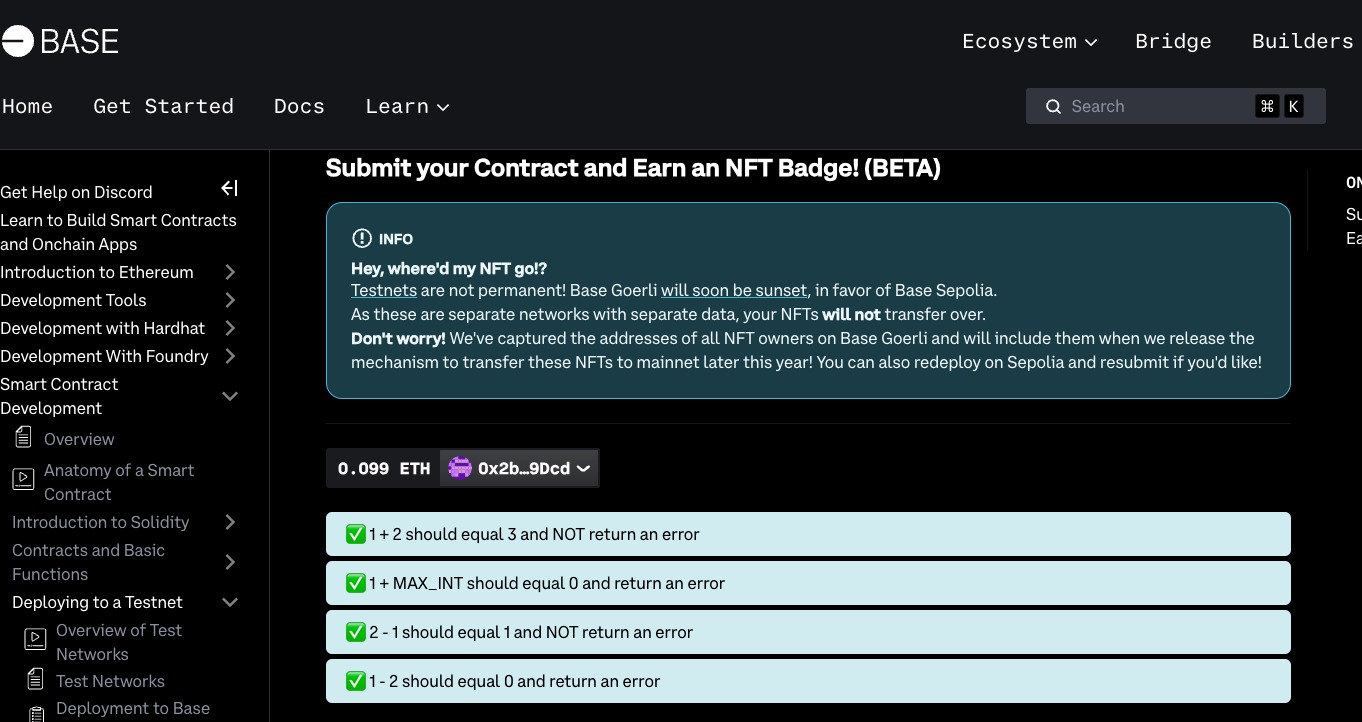 BASE
Ecosystem
Bridge
Builders
Home
Get Started
Docs
Learn
Search
⌘
K
Get Help on Discord
Learn to Build Smart Contracts
and Onchain Apps
Introduction to Ethereum
Development Tools
Development with Hardhat
Development With Foundry
Smart Contract
Development
Overview
Anatomy of a Smart
Contract
Introduction to Solidity
Contracts and Basic
Functions
Deploying to a Testnet
Overview of Test
Networks
Test Networks
Deployment to Base
Submit your Contract and Earn an NFT Badge! (BETA)
INFO
Hey, where'd my NFT go!?
Testnets are not permanent! Base Goerli will soon be sunset, in favor of Base Sepolia.
As these are separate networks with separate data, your NFTs will not transfer over.
Don't worry! We've captured the addresses of all NFT owners on Base Goerli and will include them when we release the
mechanism to transfer these NFTs to mainnet later this year! You can also redeploy on Sepolia and resubmit if you'd like!
0.099 ETH
0x2b…9Dcd
✅ 1 + 2 should equal 3 and NOT return an error
✅ 1 + MAX_INT should equal 0 and return an error
✅ 2 - 1 should equal 1 and NOT return an error
✅ 1 - 2 should equal 0 and return an error
ON
Su
Ea